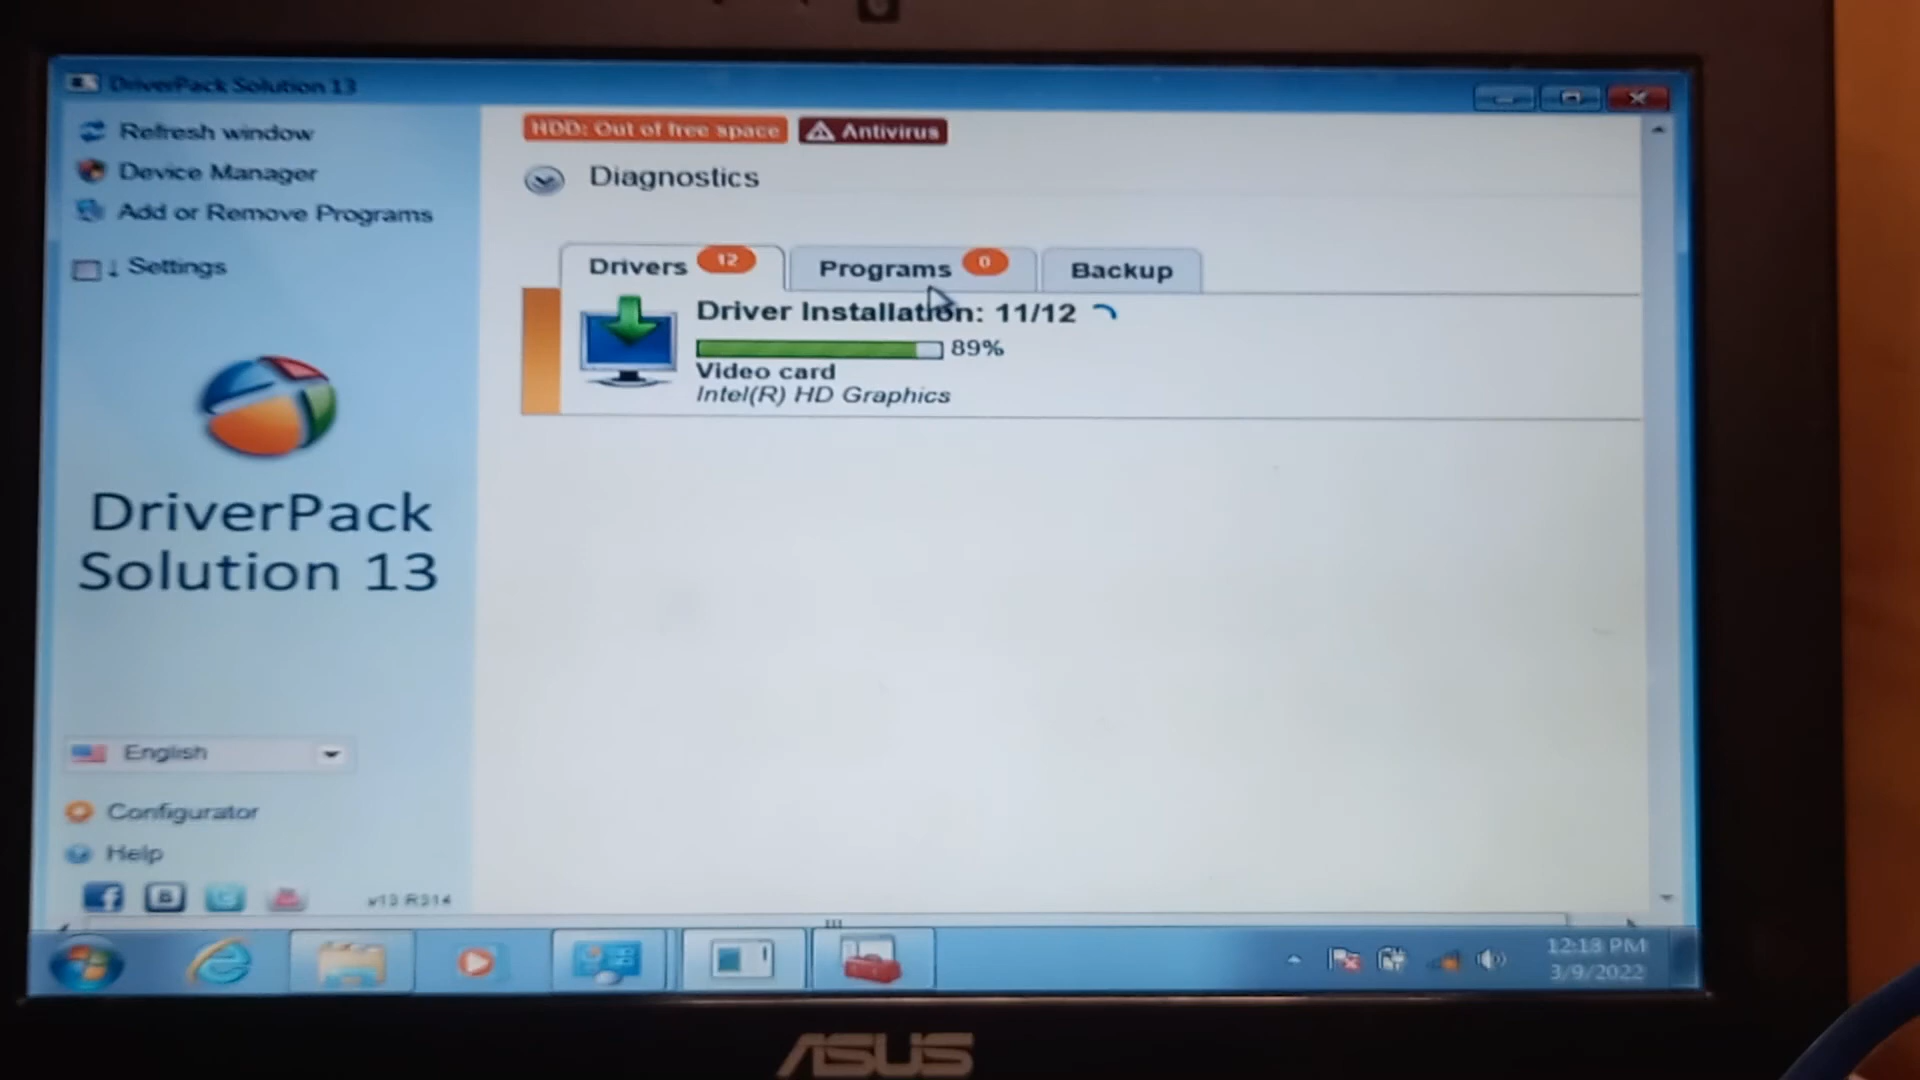 DriverPack Solution 13
Refresh window
Device Manager
Add or Remove Programs
Settings
DriverPack
Solution 13
English
Configurator
Help
v13 R314
HDD: Out of free space
Antivirus
Diagnostics
Drivers 12
Programs 0
Backup
Driver Installation: 11/12
89%
Video card
Intel(R) HD Graphics
12:13 PM
3/9/2022
ASUS